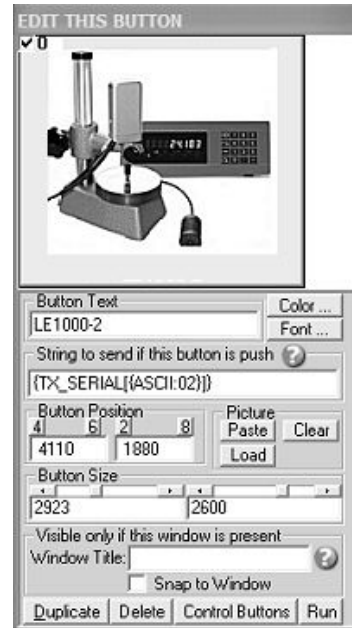 EDIT THIS BUTTON
0
24.103
Button Text
Color ...
LE1000-2
Font ...
String to send if this button is push
{TX_SERIAL[{ASCII:02}]}
Button Position
Picture
4 6 2 8
Paste Clear
4110 1880
Load
Button Size
2923 2600
Visible only if this window is present
Window Title:
Snap to Window
Duplicate Delete Control Buttons Run